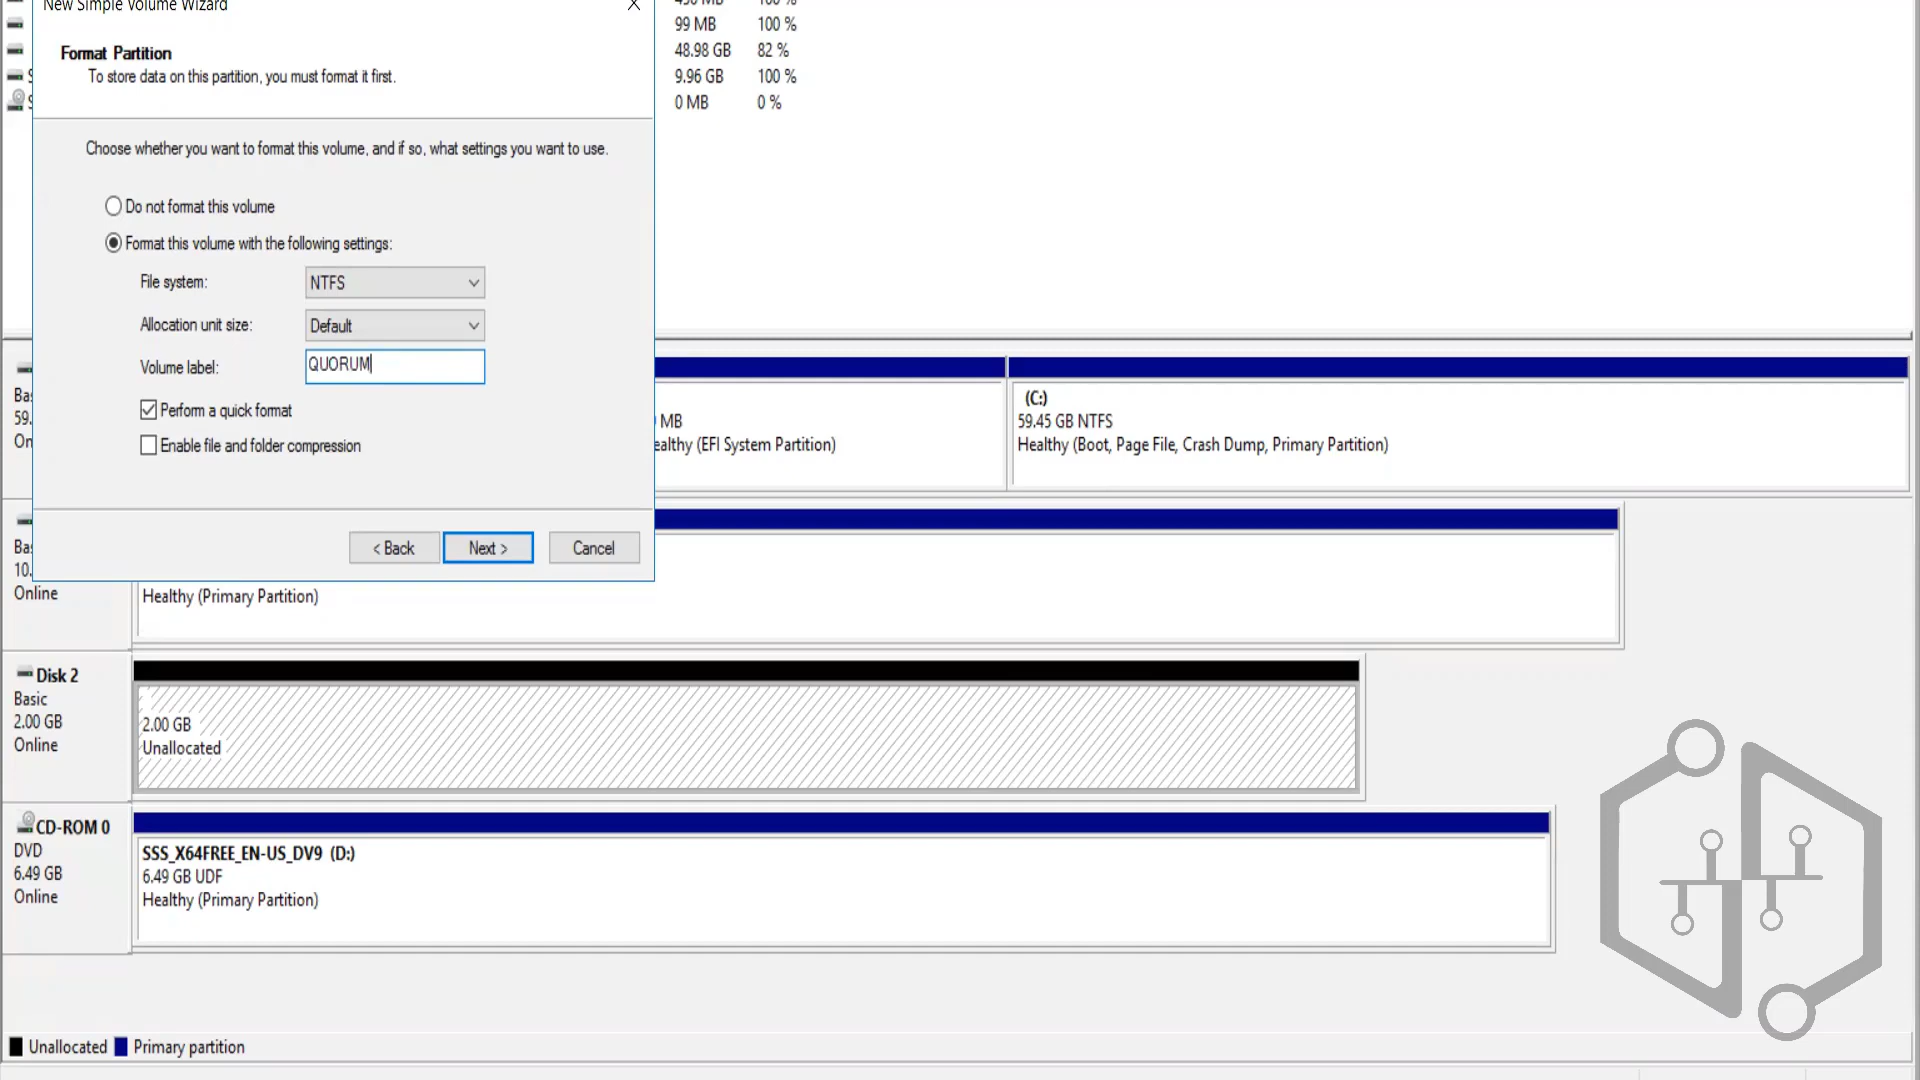 New Simple Volume Wizard
Format Partition
To store data on this partition, you must format it first.
Choose whether you want to format this volume, and if so, what settings you want to use.
Do not format this volume
Format this volume with the following settings:
File system: NTFS
Allocation unit size: Default
Volume label: QUORUM
Perform a quick format
Enable file and folder compression
< Back Next > Cancel
100 %
99 MB 100 %
48.98 GB 82 %
9.96 GB 100 %
0 MB 0 %
MB
(EFI System Partition)
(C:)
59.45 GB NTFS
Healthy (Boot, Page File, Crash Dump, Primary Partition)
Online
Healthy (Primary Partition)
Disk 2
Basic
2.00 GB
Online
2.00 GB
Unallocated
CD-ROM 0
DVD
6.49 GB
Online
SSS_X64FREE_EN-US_DV9 (D:)
6.49 GB UDF
Healthy (Primary Partition)
Unallocated Primary partition